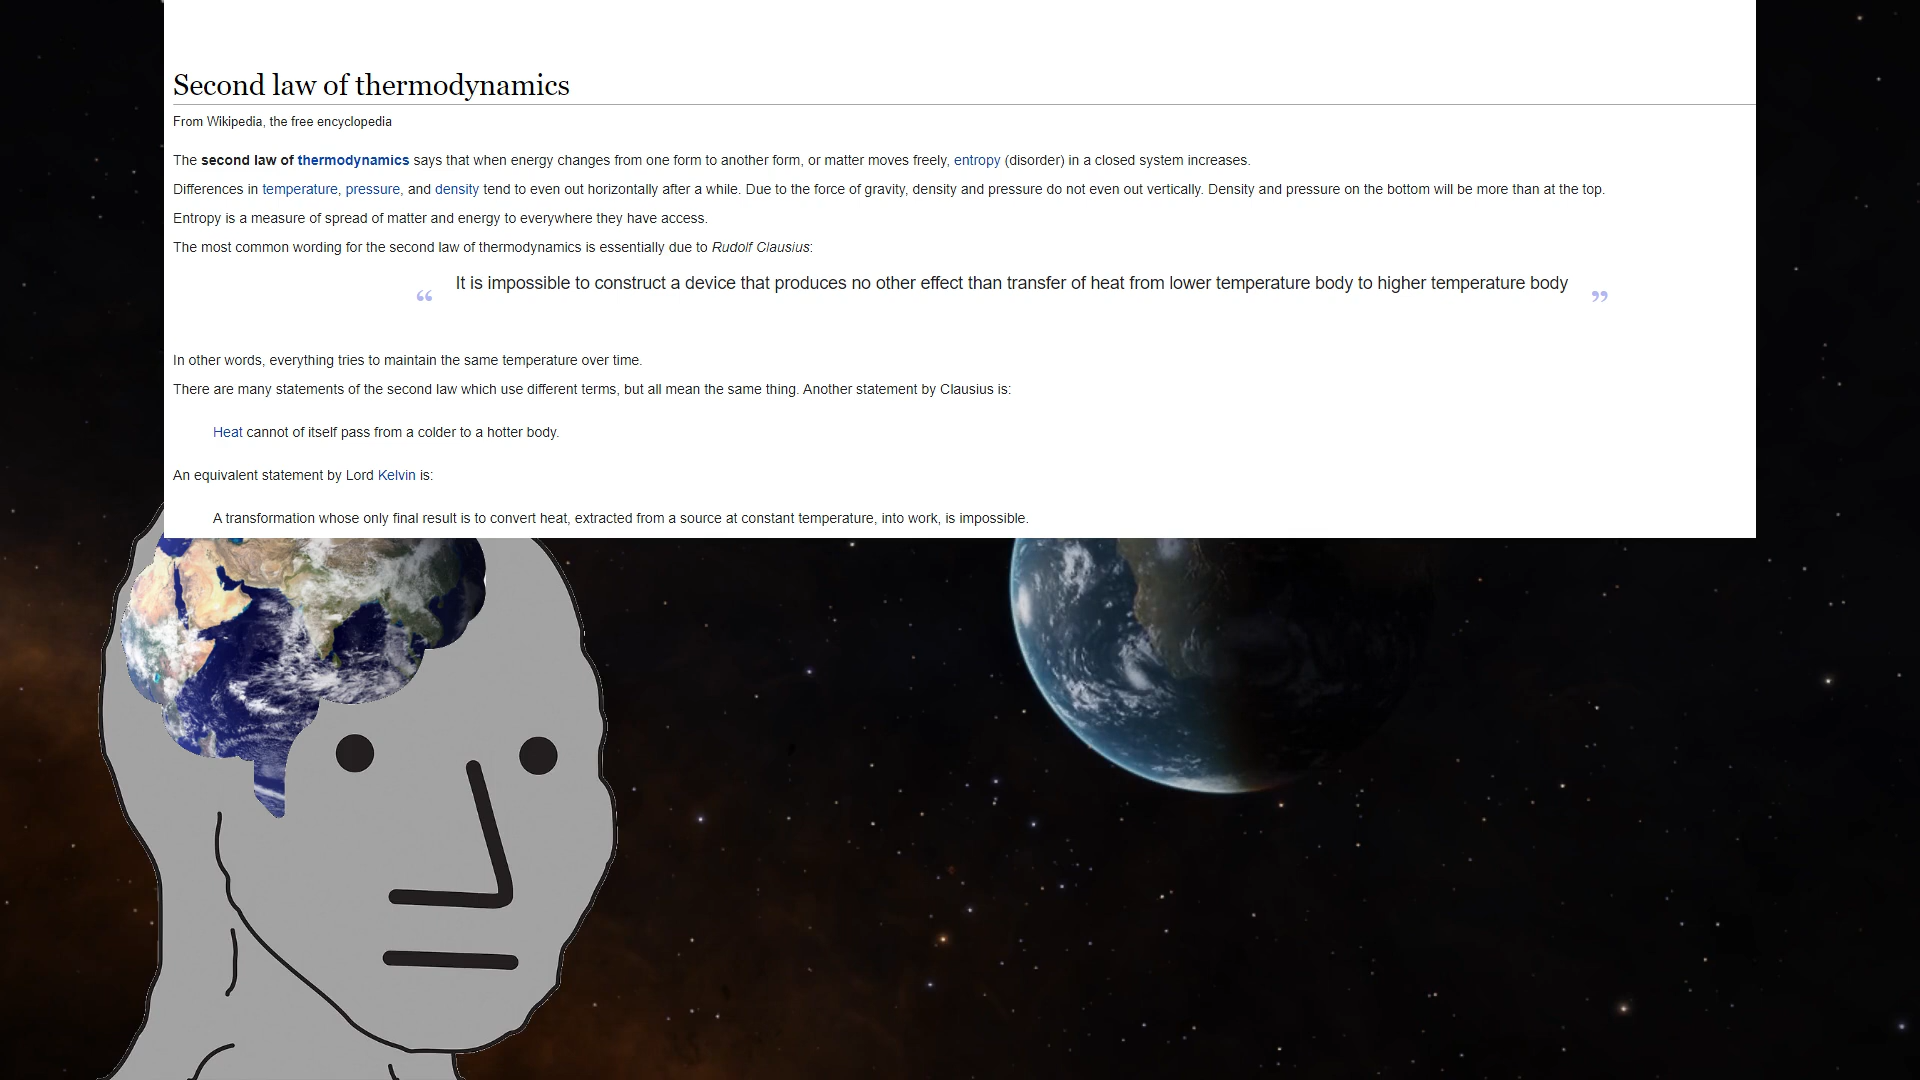 Second law of thermodynamics
From Wikipedia, the free encyclopedia
The second law of thermodynamics says that when energy changes from one form to another form, or matter moves freely, entropy (disorder) in a closed system increases.
Differences in temperature, pressure, and density tend to even out horizontally after a while. Due to the force of gravity, density and pressure do not even out vertically. Density and pressure on the bottom will be more than at the top.
Entropy is a measure of spread of matter and energy to everywhere they have access.
The most common wording for the second law of thermodynamics is essentially due to Rudolf Clausius:
“ It is impossible to construct a device that produces no other effect than transfer of heat from lower temperature body to higher temperature body ”
In other words, everything tries to maintain the same temperature over time.
There are many statements of the second law which use different terms, but all mean the same thing. Another statement by Clausius is:
Heat cannot of itself pass from a colder to a hotter body.
An equivalent statement by Lord Kelvin is:
A transformation whose only final result is to convert heat, extracted from a source at constant temperature, into work, is impossible.